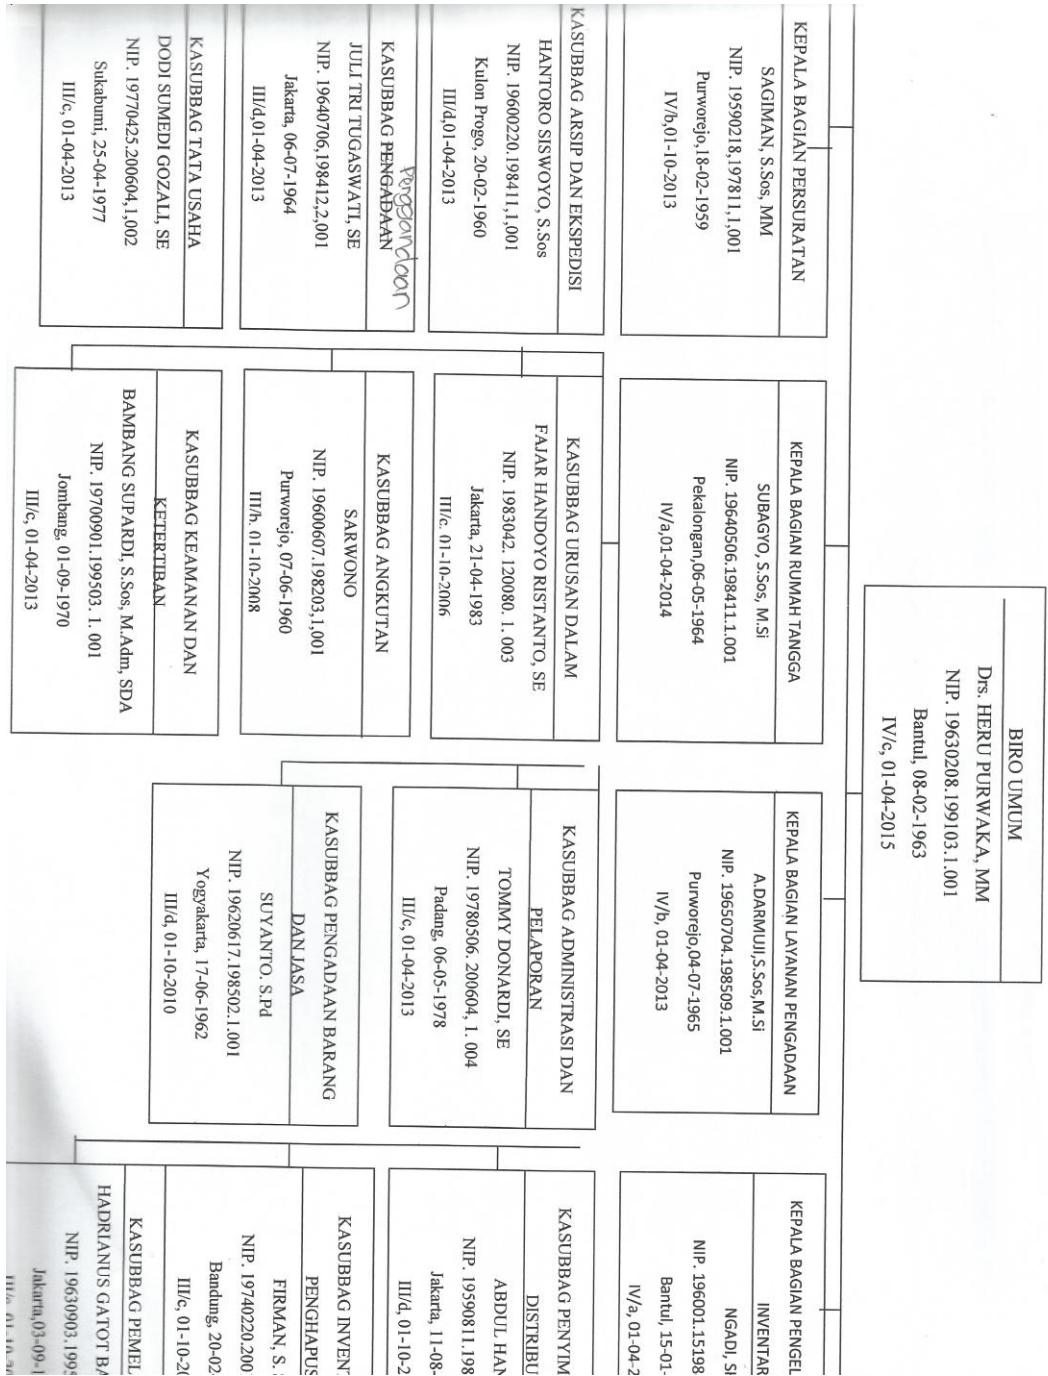 BIRO UMUM
Drs. HERU PURWAKA, MM
NIP. 19630208.199103.1.001
Bantul, 08-02-1963
IV/c, 01-04-2015
KEPALA BAGIAN PERSURATAN
SAGIMAN, S.Sos, MM
NIP. 19590218,197811,1,001
Purworejo,18-02-1959
IV/b,01-10-2013
KASUBBAG ARSIP DAN EKSPEDISI
HANTORO SISWOYO, S.Sos
NIP. 19600220.198411,1,001
Kulon Progo, 20-02-1960
III/d,01-04-2013
KASUBBAG PENGADAAN
Penggandaan
JULI TRI TUGASWATI, SE
NIP. 19640706,198412,2,001
Jakarta, 06-07-1964
III/d,01-04-2013
KASUBBAG TATA USAHA
DODI SUMEDI GOZALI, SE
NIP. 19770425.200604,1,002
Sukabumi, 25-04-1977
III/c, 01-04-2013
KEPALA BAGIAN RUMAH TANGGA
SUBAGYO, S.Sos, M.Si
NIP. 19640506.198411.1.001
Pekalongan,06-05-1964
IV/a,01-04-2014
KASUBBAG URUSAN DALAM
FAJAR HANDOYO RISTANTO, SE
NIP. 1983042. 120080. 1. 003
Jakarta, 21-04-1983
III/c. 01-10-2006
KASUBBAG ANGKUTAN
SARWONO
NIP. 19600607.198203,1,001
Purworejo, 07-06-1960
III/b. 01-10-2008
KASUBBAG KEAMANAN DAN
KETERTIBAN
BAMBANG SUPARDI, S.Sos, M.Adm, SDA
NIP. 19700901.199503. 1. 001
Jombang, 01-09-1970
III/c, 01-04-2013
KEPALA BAGIAN LAYANAN PENGADAAN
A.DARMUJI,S.Sos,M.Si
NIP. 19650704.198509.1.001
Purworejo,04-07-1965
IV/b, 01-04-2013
KASUBBAG ADMINISTRASI DAN
PELAPORAN
TOMMY DONARDI, SE
NIP. 19780506. 200604, 1. 004
Padang, 06-05-1978
III/c, 01-04-2013
KASUBBAG PENGADAAN BARANG
DAN JASA
SUYANTO. S.Pd
NIP. 19620617.198502.1.001
Yogyakarta, 17-06-1962
III/d, 01-10-2010
KEPALA BAGIAN PENGEL
INVENTAR
NGADI, SI
NIP. 196001.15198
Bantul, 15-01-
IV/a, 01-04-2
KASUBBAG PENYIM
DISTRIBU
ABDUL HAN
NIP. 19590811.198
Jakarta, 11-08-
III/d, 01-10-2
KASUBBAG INVENT
PENGHAPUS
FIRMAN, S.
NIP. 19740220.200
Bandung, 20-02
III/c, 01-10-20
KASUBBAG PEMEL
HADRIANUS GATOT BA
NIP. 19630903.1995
Jakarta,03-09-1